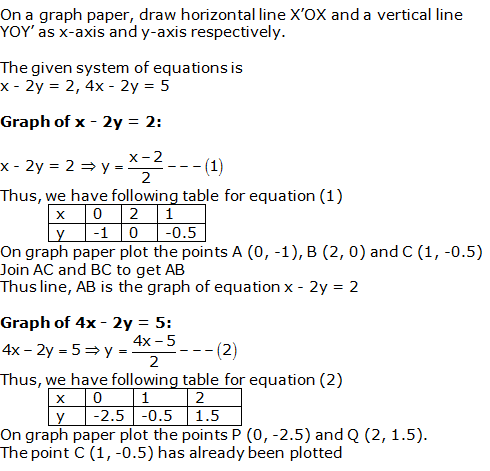 On a graph paper, draw horizontal line X'OX and a vertical line
YOY' as x-axis and y-axis respectively.
The given system of equations is
x - 2y = 2, 4x - 2y = 5
Graph of x - 2y = 2:
x - 2y = 2 ⇒ y = (x – 2)/2 – – – (1)
Thus, we have following table for equation (1)
x 0 2 1
y -1 0 -0.5
On graph paper plot the points A (0, -1), B (2, 0) and C (1, -0.5)
Join AC and BC to get AB
Thus line, AB is the graph of equation x - 2y = 2
Graph of 4x - 2y = 5:
4x – 2y = 5 ⇒ y = (4x – 5)/2 – – – (2)
Thus, we have following table for equation (2)
x 0 1 2
y -2.5 -0.5 1.5
On graph paper plot the points P (0, -2.5) and Q (2, 1.5).
The point C (1, -0.5) has already been plotted